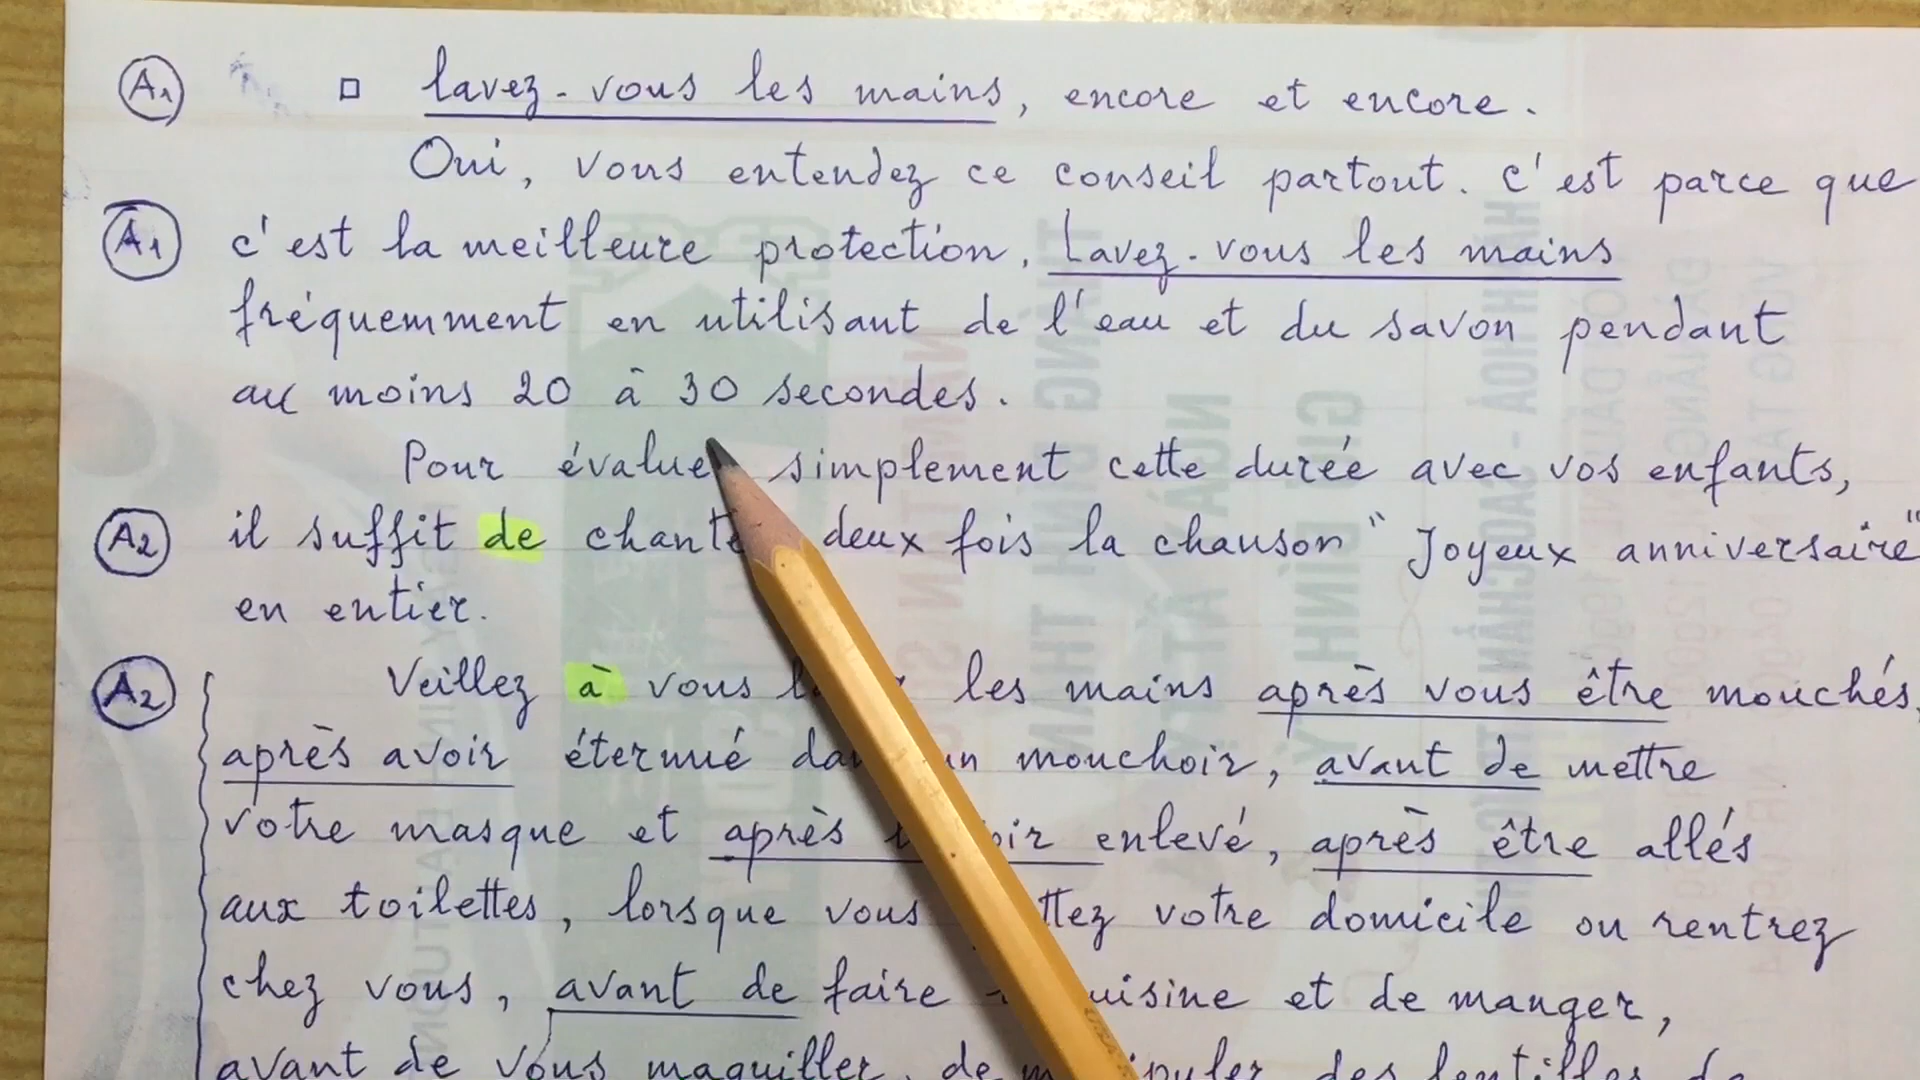 A1 □ Lavez-vous les mains, encore et encore.
Oui, vous entendez ce conseil partout. C'est parce que
A1 c'est la meilleure protection. Lavez-vous les mains
fréquemment en utilisant de l'eau et du savon pendant
au moins 20 à 30 secondes.
Pour évalue simplement cette durée avec vos enfants,
A2 il suffit de chante deux fois la chanson "Joyeux anniversaire"
en entier.
A2 Veillez à vous les mains après vous être mouchés,
après avoir éternué dans un mouchoir, avant de mettre
votre masque et après enlevé, après être allés
aux toilettes, lorsque vous votre domicile ou rentrez
chez vous, avant de faire cuisine et de manger,
avant de vous maquiller, de des lentilles de